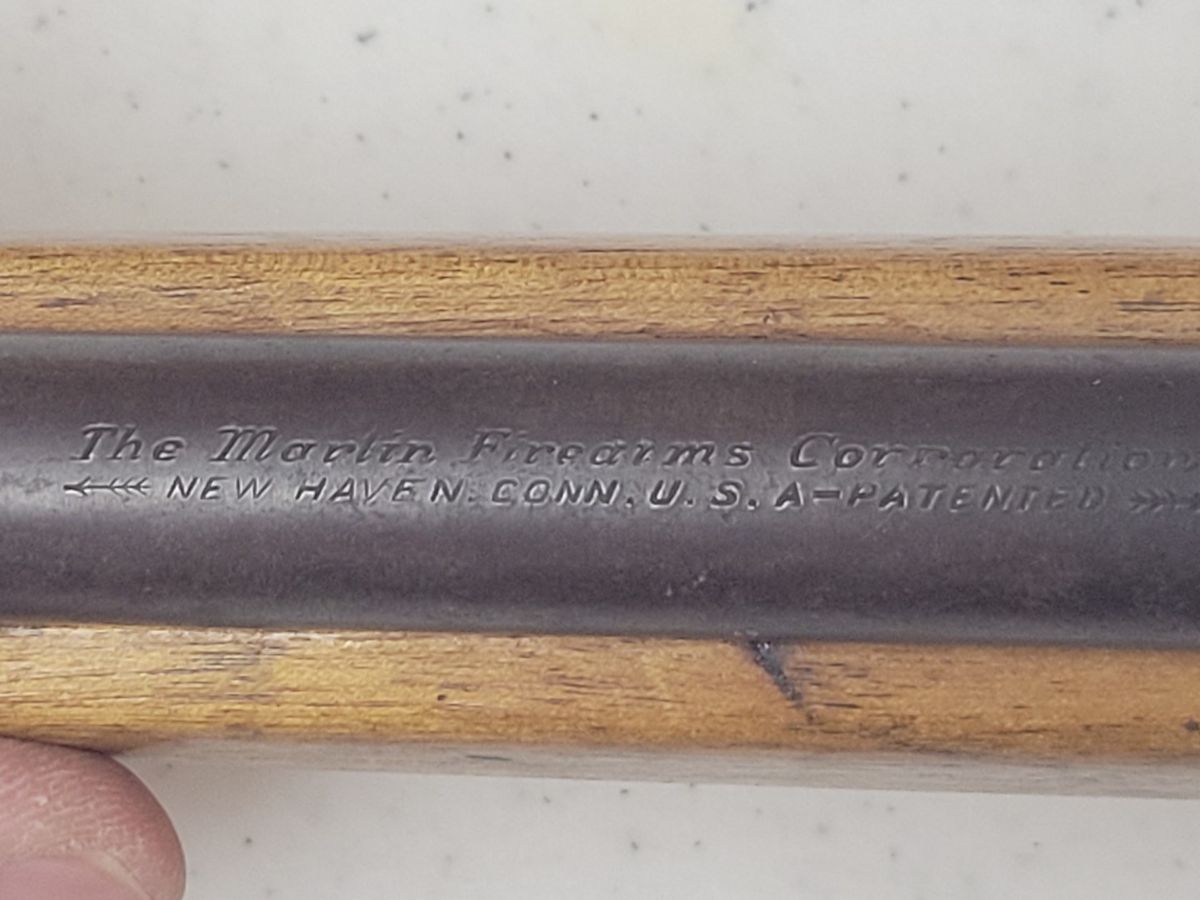 The Marlin Firearms Corporation
NEW HAVEN. CONN. U. S. A=PATENTED